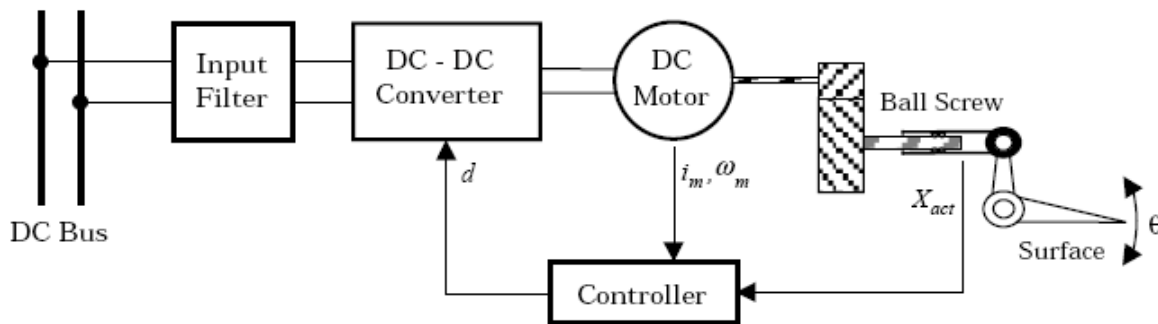 Input
Filter
DC - DC
Converter
DC
Motor
Ball Screw
d
i_m, ω_m
X_act
θ
DC Bus
Surface
Controller